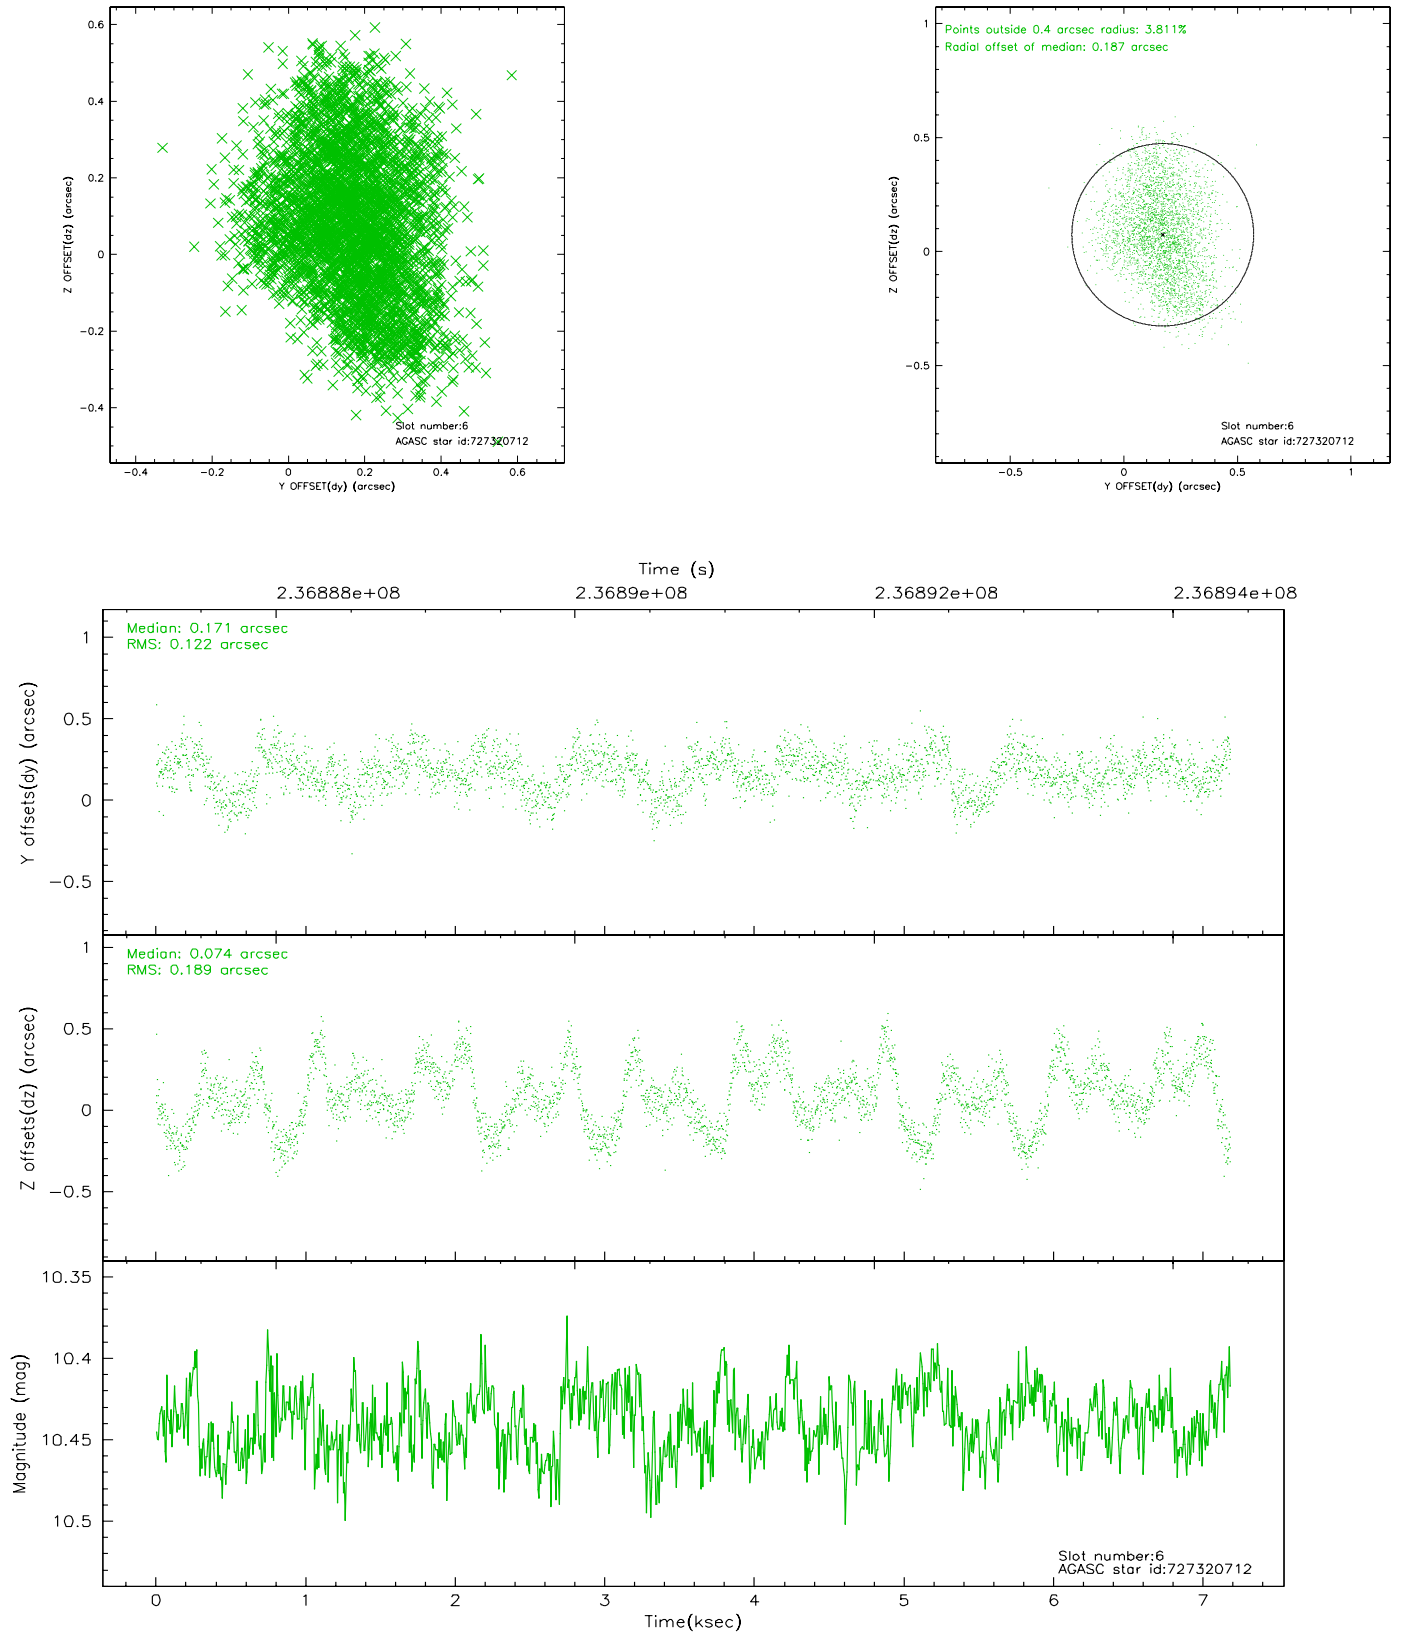 0.6
0.4
0.2
0
−0.2
−0.4
Z OFFSET(dz) (arcsec)
−0.4 −0.2 0 0.2 0.4 0.6
Y OFFSET(dy) (arcsec)
Slot number:6
AGASC star id:727320712
Points outside 0.4 arcsec radius: 3.811%
Radial offset of median: 0.187 arcsec
1
0.5
0
−0.5
Z OFFSET(dz) (arcsec)
−0.5 0 0.5 1
Y OFFSET(dy) (arcsec)
Slot number:6
AGASC star id:727320712
Time (s)
2.36888e+08 2.3689e+08 2.36892e+08 2.36894e+08
Median: 0.171 arcsec
RMS: 0.122 arcsec
1
0.5
0
−0.5
Y offsets(dy) (arcsec)
Median: 0.074 arcsec
RMS: 0.189 arcsec
1
0.5
0
−0.5
Z offsets(dz) (arcsec)
10.35
10.4
10.45
10.5
Magnitude (mag)
Slot number:6
AGASC star id:727320712
0 1 2 3 4 5 6 7
Time(ksec)